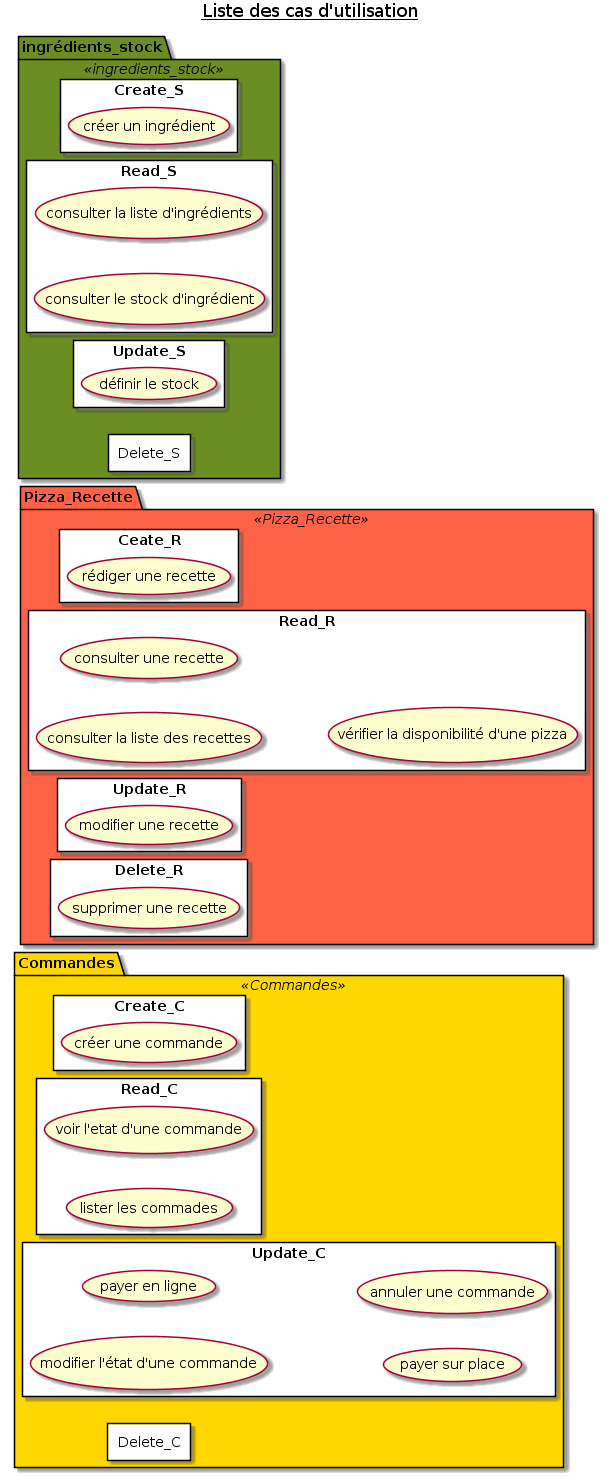 Liste des cas d'utilisation
ingrédients_stock
«ingredients_stock»
Create_S
créer un ingrédient
Read_S
consulter la liste d'ingrédients
consulter le stock d'ingrédient
Update_S
définir le stock
Delete_S
Pizza_Recette
«Pizza_Recette»
Ceate_R
rédiger une recette
Read_R
consulter une recette
consulter la liste des recettes
vérifier la disponibilité d'une pizza
Update_R
modifier une recette
Delete_R
supprimer une recette
Commandes
«Commandes»
Create_C
créer une commande
Read_C
voir l'etat d'une commande
lister les commades
Update_C
payer en ligne
annuler une commande
modifier l'état d'une commande
payer sur place
Delete_C